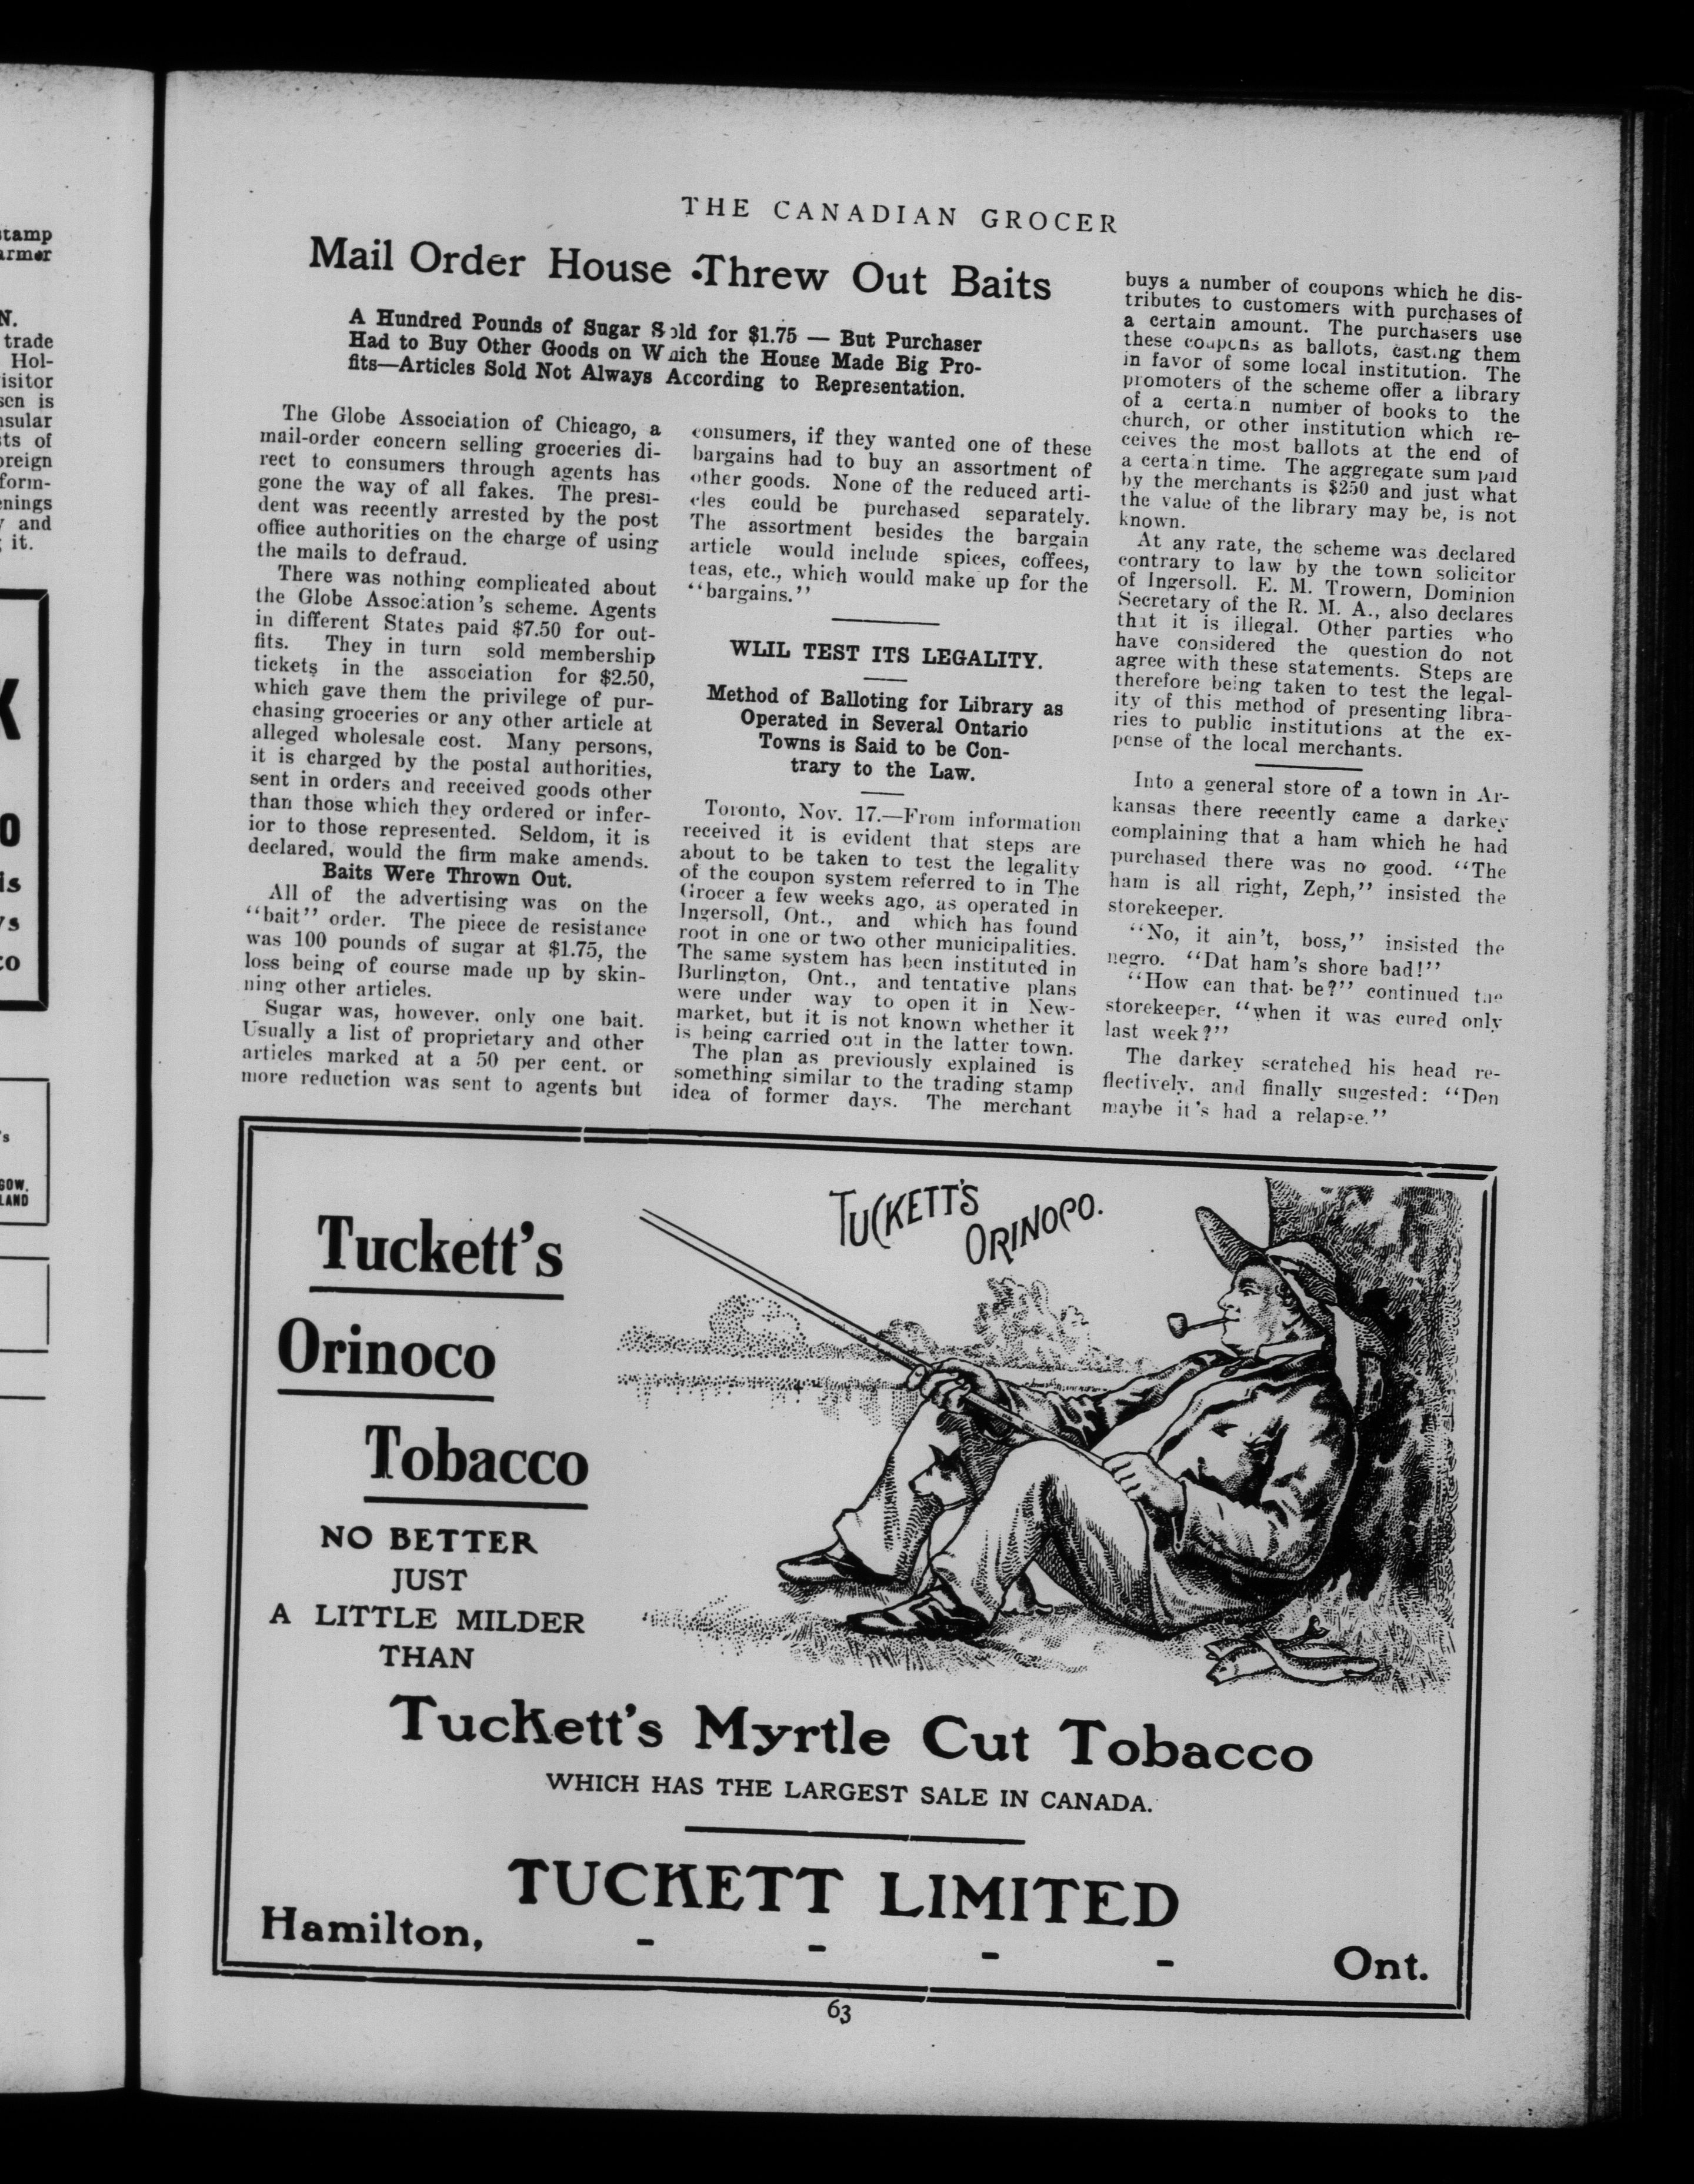 stamp
armer
N.
trade
Hol-
isitor
sen is
nsular
ts of
oreign
form-
enings
y and
it.
K
O
is
ys
to
's
GOW,
LAND
THE CANADIAN GROCER
Mail Order House Threw Out Baits
A Hundred Pounds of Sugar Sold for $1.75 — But Purchaser
Had to Buy Other Goods on Which the House Made Big Pro-
fits—Articles Sold Not Always According to Representation.
The Globe Association of Chicago, a
mail-order concern selling groceries di-
rect to consumers through agents has
gone the way of all fakes. The presi-
dent was recently arrested by the post
office authorities on the charge of using
the mails to defraud.
There was nothing complicated about
the Globe Association's scheme. Agents
in different States paid $7.50 for out-
fits. They in turn sold membership
tickets in the association for $2.50,
which gave them the privilege of pur-
chasing groceries or any other article at
alleged wholesale cost. Many persons,
it is charged by the postal authorities,
sent in orders and received goods other
than those which they ordered or infer-
ior to those represented. Seldom, it is
declared, would the firm make amends.
Baits Were Thrown Out.
All of the advertising was on the
"bait" order. The piece de resistance
was 100 pounds of sugar at $1.75, the
loss being of course made up by skin-
ning other articles.
Sugar was, however, only one bait.
Usually a list of proprietary and other
articles marked at a 50 per cent. or
more reduction was sent to agents but
consumers, if they wanted one of these
bargains had to buy an assortment of
other goods. None of the reduced arti-
cles could be purchased separately.
The assortment besides the bargain
article would include spices, coffees,
teas, etc., which would make up for the
"bargains."
WLIL TEST ITS LEGALITY.
Method of Balloting for Library as
Operated in Several Ontario
Towns is Said to be Con-
trary to the Law.
Toronto, Nov. 17.—From information
received it is evident that steps are
about to be taken to test the legality
of the coupon system referred to in The
Grocer a few weeks ago, as operated in
Ingersoll, Ont., and which has found
root in one or two other municipalities.
The same system has been instituted in
Burlington, Ont., and tentative plans
were under way to open it in New-
market, but it is not known whether it
is being carried out in the latter town.
The plan as previously explained is
something similar to the trading stamp
idea of former days. The merchant
buys a number of coupons which he dis-
tributes to customers with purchases of
a certain amount. The purchasers use
these coupons as ballots, casting them
in favor of some local institution. The
promoters of the scheme offer a library
of a certain number of books to the
church, or other institution which re-
ceives the most ballots at the end of
a certain time. The aggregate sum paid
by the merchants is $250 and just what
the value of the library may be, is not
known.
At any rate, the scheme was declared
contrary to law by the town solicitor
of Ingersoll. E. M. Trowern, Dominion
Secretary of the R. M. A., also declares
that it is illegal. Other parties who
have considered the question do not
agree with these statements. Steps are
therefore being taken to test the legal-
ity of this method of presenting libra-
ries to public institutions at the ex-
pense of the local merchants.
Into a general store of a town in Ar-
kansas there recently came a darkey
complaining that a ham which he had
purchased there was no good. "The
ham is all right, Zeph," insisted the
storekeeper.
"No, it ain't, boss," insisted the
negro. "Dat ham's shore bad!"
"How can that be?" continued the
storekeeper, "when it was cured only
last week?"
The darkey scratched his head re-
flectively, and finally sugested: "Den
maybe it's had a relapse."
Tuckett's
Orinoco
Tobacco
TUCKETT'S
ORINOCO.
NO BETTER
JUST
A LITTLE MILDER
THAN
Tuckett's Myrtle Cut Tobacco
WHICH HAS THE LARGEST SALE IN CANADA.
TUCKETT LIMITED
Hamilton, - - - - Ont.
63